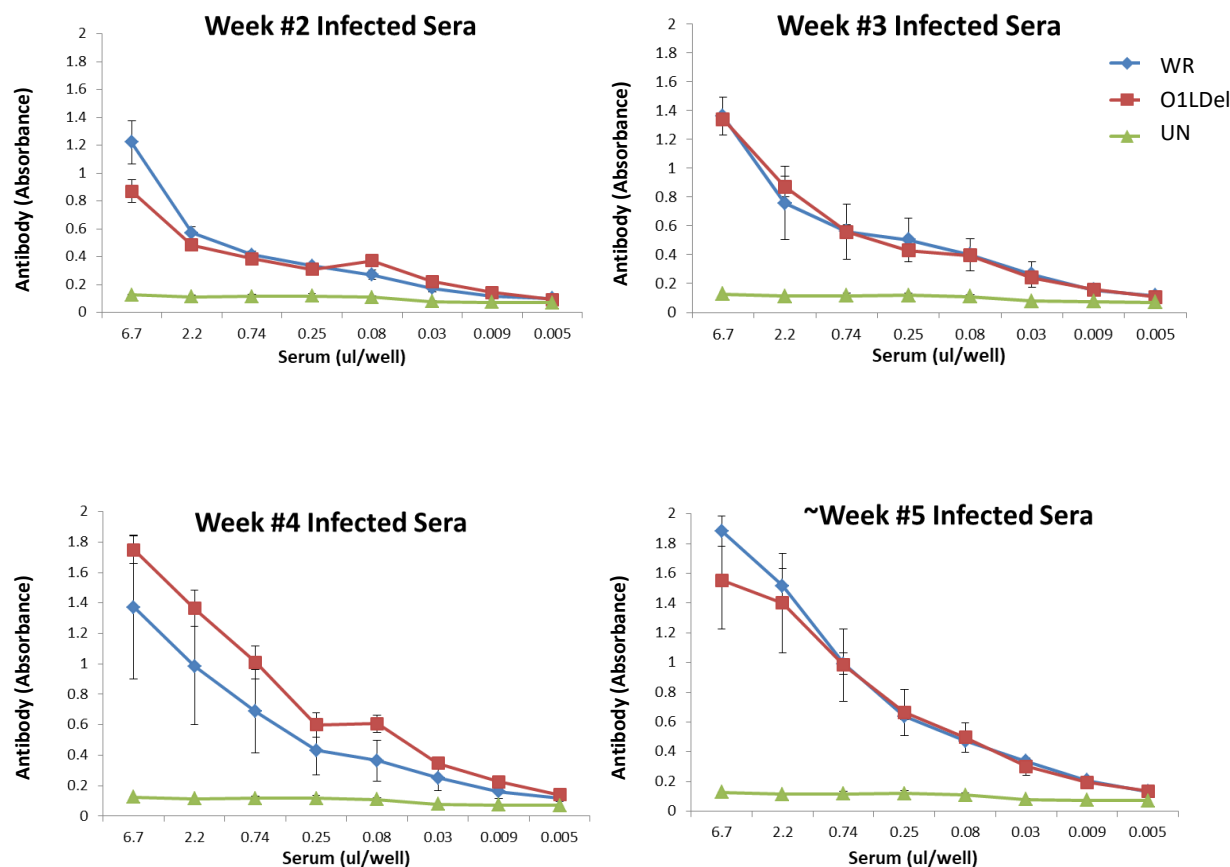 Week #2 Infected Sera
Antibody (Absorbance)
2
1.8
1.6
1.4
1.2
1
0.8
0.6
0.4
0.2
0
6.7 2.2 0.74 0.25 0.08 0.03 0.009 0.005
Serum (ul/well)
Week #3 Infected Sera
Antibody (Absorbance)
2
1.8
1.6
1.4
1.2
1
0.8
0.6
0.4
0.2
0
6.7 2.2 0.74 0.25 0.08 0.03 0.009 0.005
Serum (ul/well)
WR
O1LDel
UN
Week #4 Infected Sera
Antibody (Absorbance)
2
1.8
1.6
1.4
1.2
1
0.8
0.6
0.4
0.2
0
6.7 2.2 0.74 0.25 0.08 0.03 0.009 0.005
Serum (ul/well)
~Week #5 Infected Sera
Antibody (Absorbance)
2
1.8
1.6
1.4
1.2
1
0.8
0.6
0.4
0.2
0
6.7 2.2 0.74 0.25 0.08 0.03 0.009 0.005
Serum (ul/well)